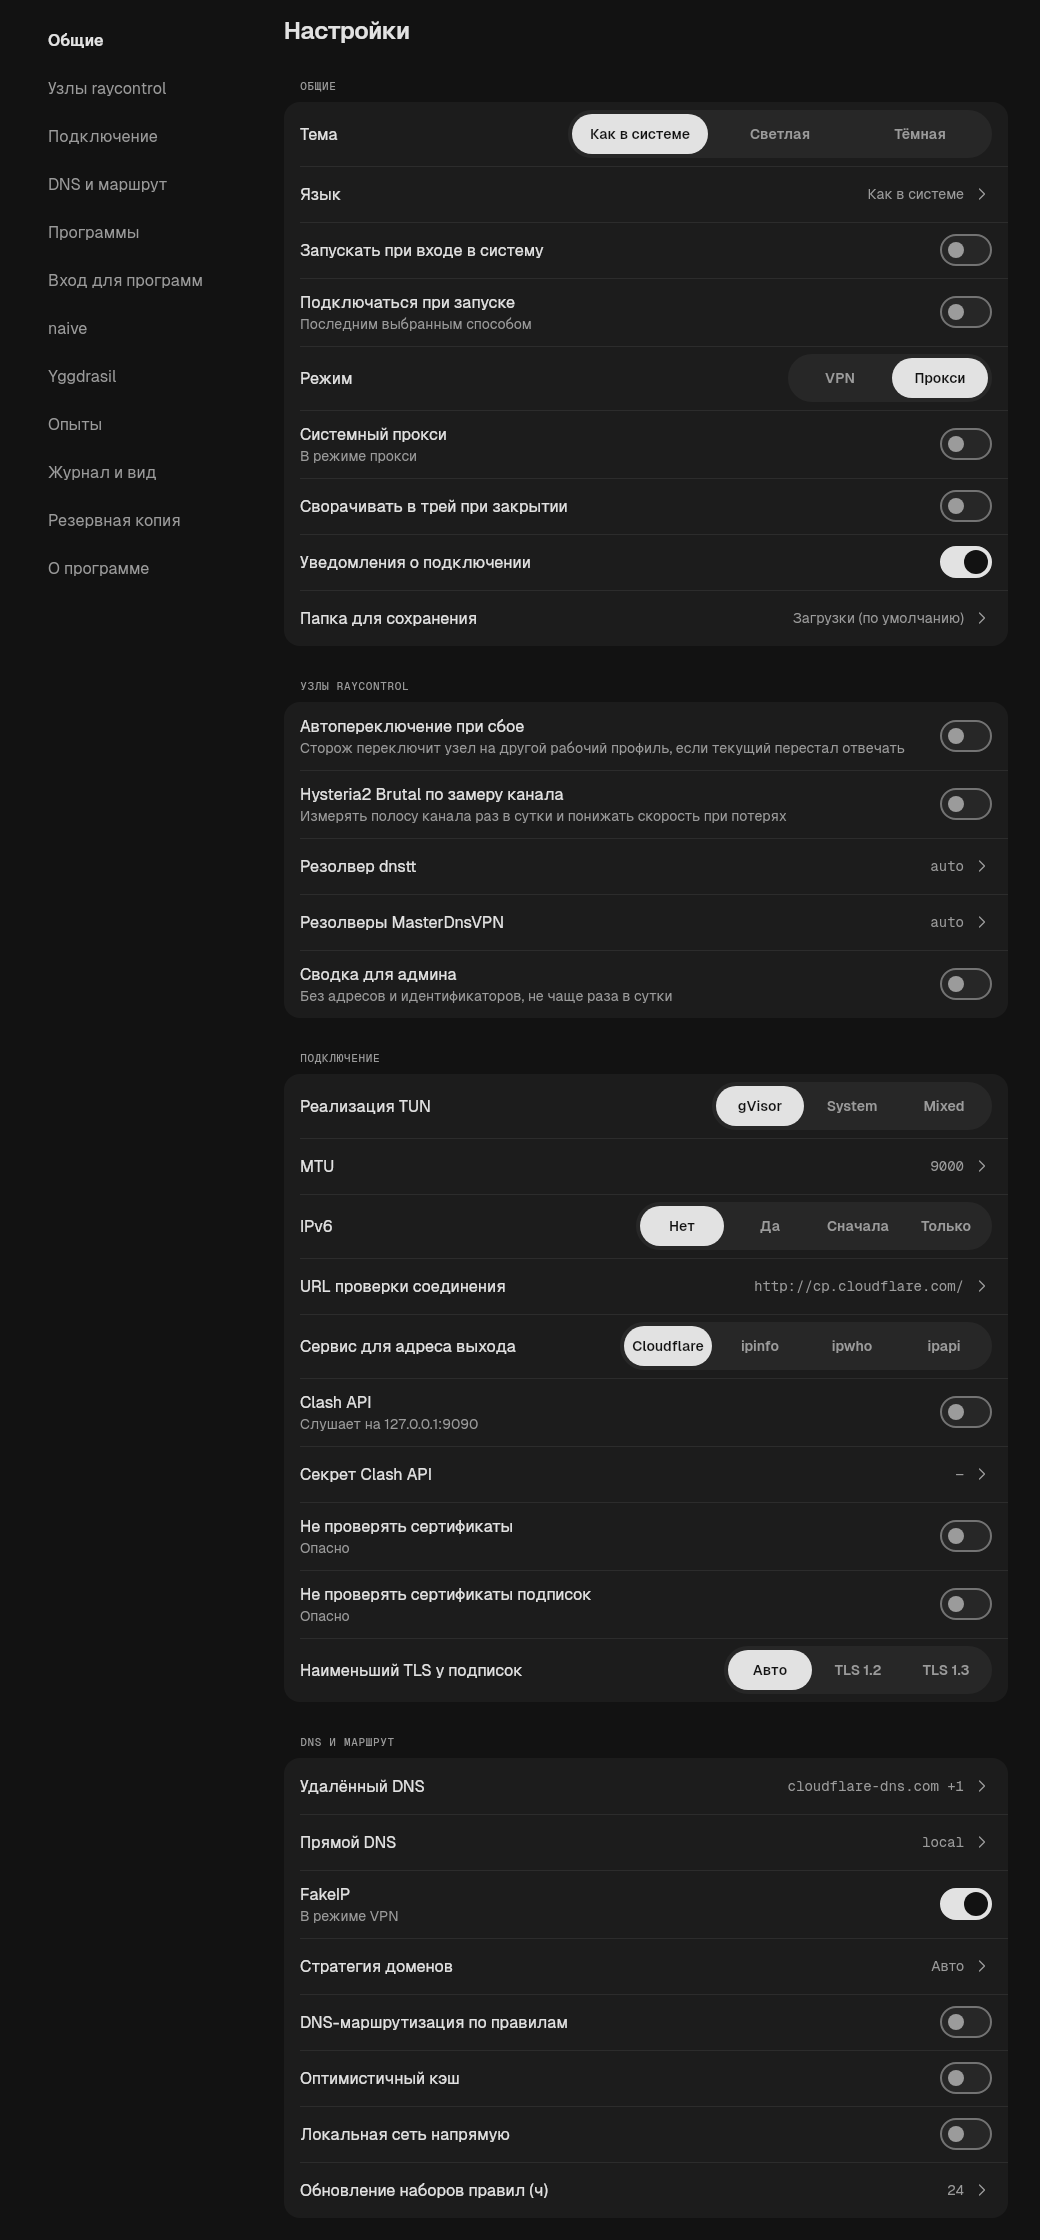 Общие
Узлы raycontrol
Подключение
DNS и маршрут
Программы
Вход для программ
naive
Yggdrasil
Опыты
Журнал и вид
Резервная копия
О программе
Настройки
ОБЩИЕ
Тема Как в системе Светлая Тёмная
Язык Как в системе
Запускать при входе в систему
Подключаться при запуске
Последним выбранным способом
Режим VPN Прокси
Системный прокси
В режиме прокси
Сворачивать в трей при закрытии
Уведомления о подключении
Папка для сохранения Загрузки (по умолчанию)
УЗЛЫ RAYCONTROL
Автопереключение при сбое
Сторож переключит узел на другой рабочий профиль, если текущий перестал отвечать
Hysteria2 Brutal по замеру канала
Измерять полосу канала раз в сутки и понижать скорость при потерях
Резолвер dnstt auto
Резолверы MasterDnsVPN auto
Сводка для админа
Без адресов и идентификаторов, не чаще раза в сутки
ПОДКЛЮЧЕНИЕ
Реализация TUN gVisor System Mixed
MTU 9000
IPv6 Нет Да Сначала Только
URL проверки соединения http://cp.cloudflare.com/
Сервис для адреса выхода Cloudflare ipinfo ipwho ipapi
Clash API
Слушает на 127.0.0.1:9090
Секрет Clash API —
Не проверять сертификаты
Опасно
Не проверять сертификаты подписок
Опасно
Наименьший TLS у подписок Авто TLS 1.2 TLS 1.3
DNS И МАРШРУТ
Удалённый DNS cloudflare-dns.com +1
Прямой DNS local
FakeIP
В режиме VPN
Стратегия доменов Авто
DNS-маршрутизация по правилам
Оптимистичный кэш
Локальная сеть напрямую
Обновление наборов правил (ч) 24